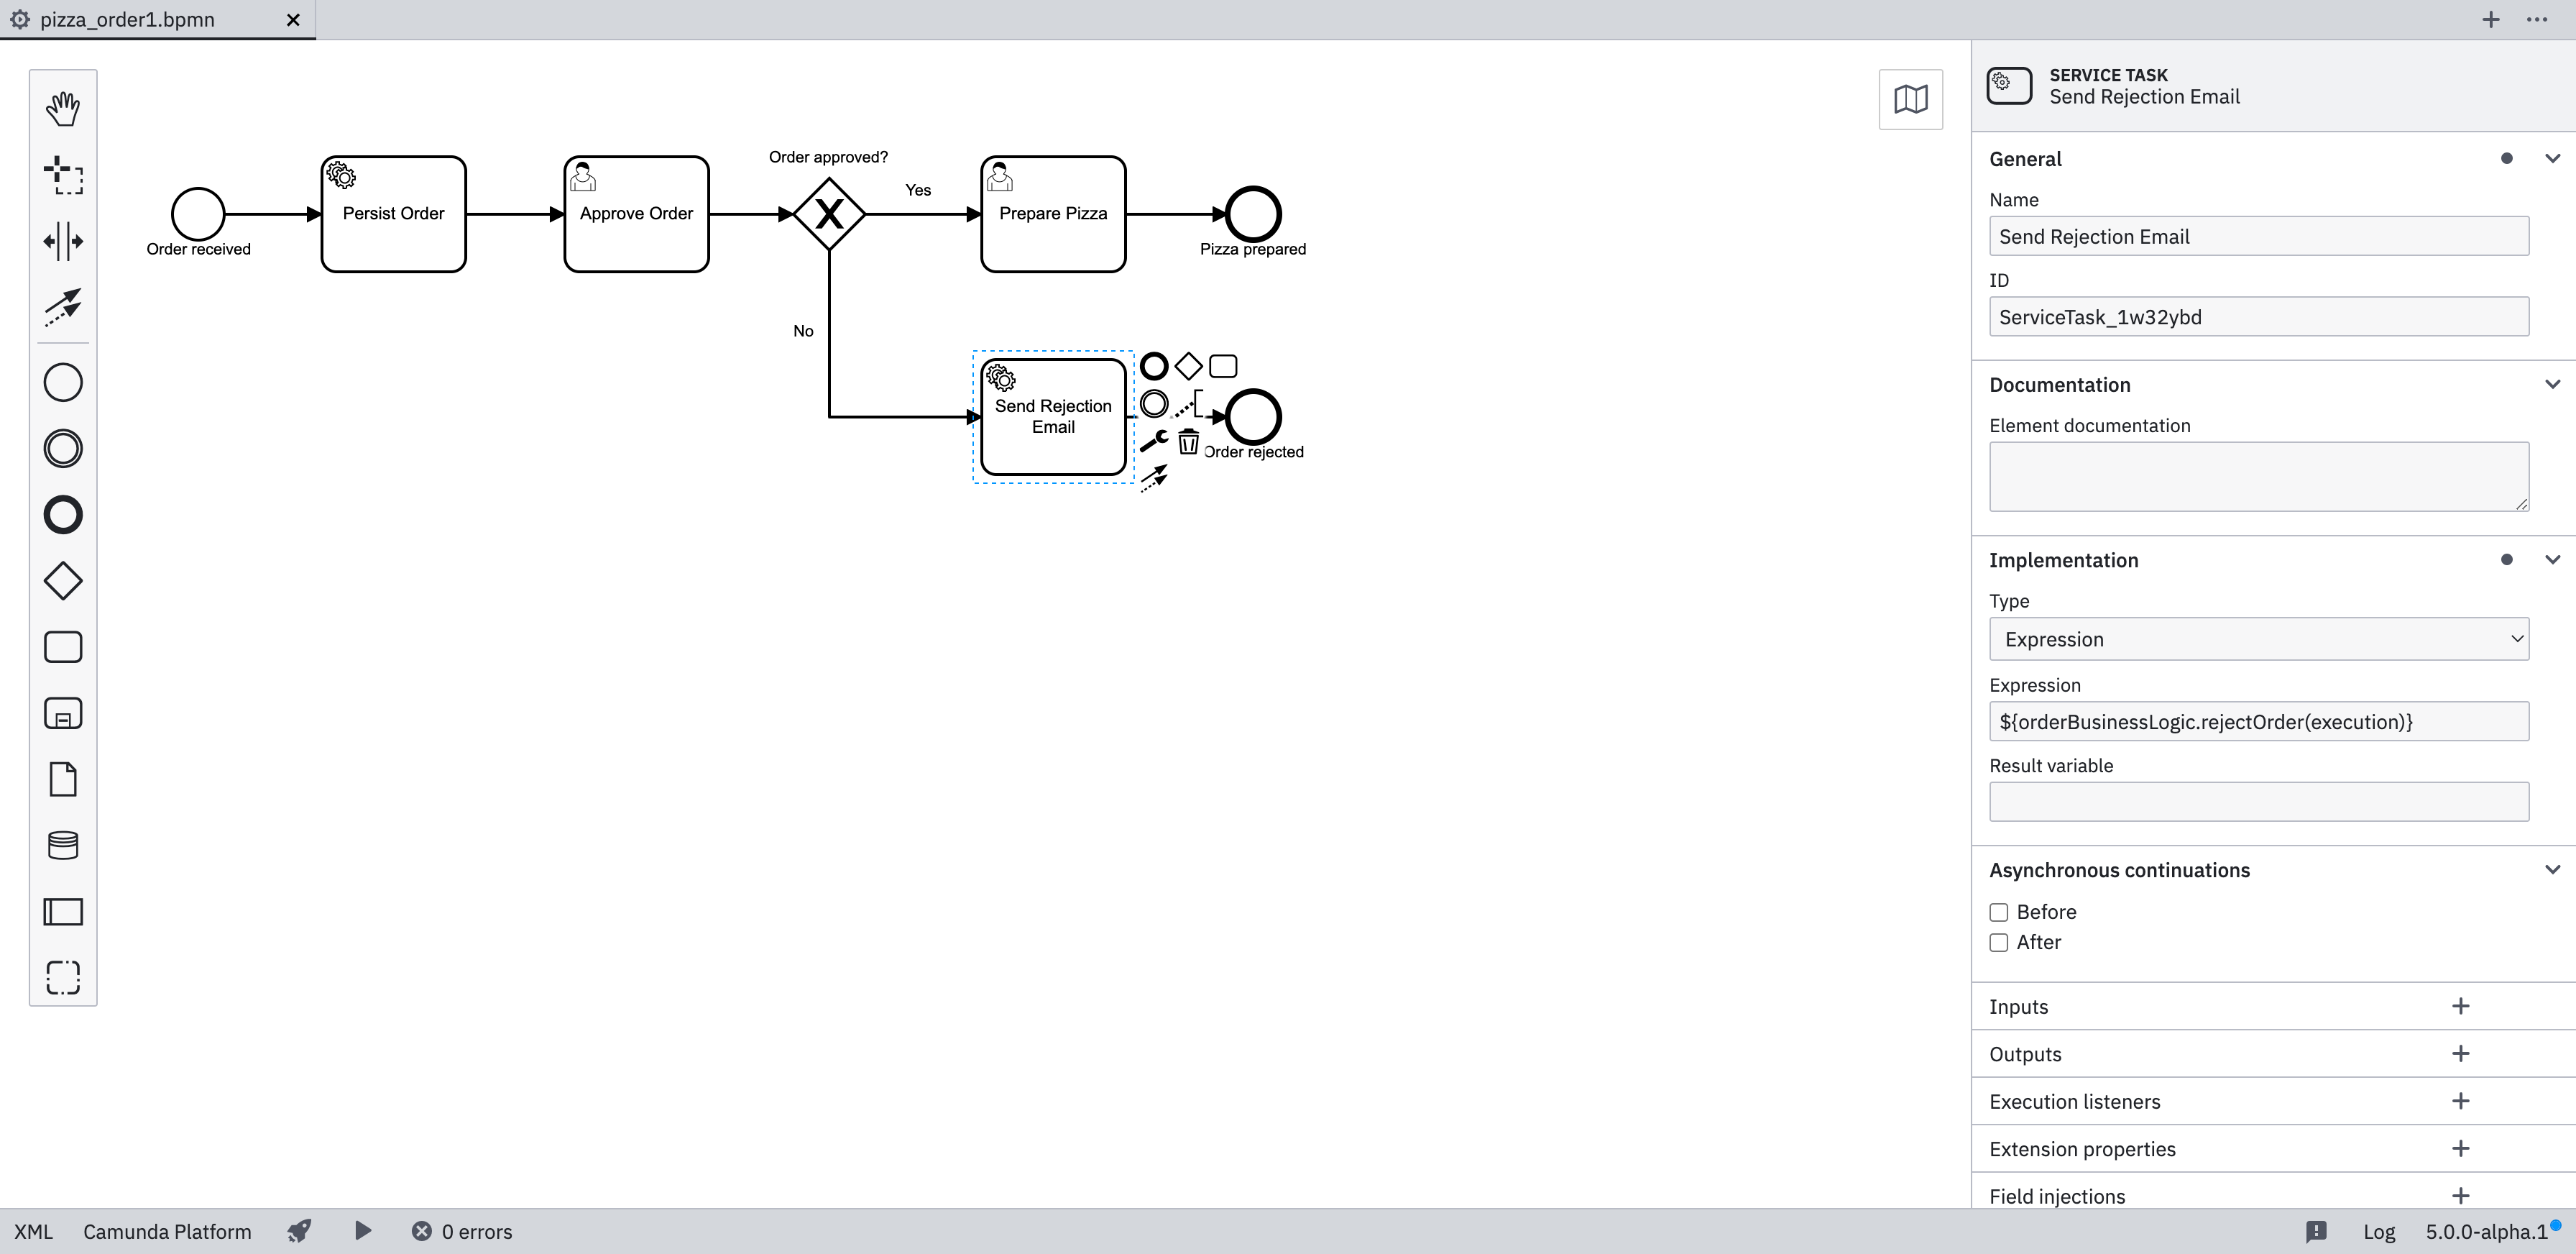 pizza_order1.bpmn
Order received
Persist Order
Approve Order
Order approved?
Yes
Prepare Pizza
Pizza prepared
No
Send Rejection
Email
Order rejected
SERVICE TASK
Send Rejection Email
General
Name
Send Rejection Email
ID
ServiceTask_1w32ybd
Documentation
Element documentation
Implementation
Type
Expression
Expression
${orderBusinessLogic.rejectOrder(execution)}
Result variable
Asynchronous continuations
Before
After
Inputs
Outputs
Execution listeners
Extension properties
Field injections
XML Camunda Platform 0 errors Log 5.0.0-alpha.1